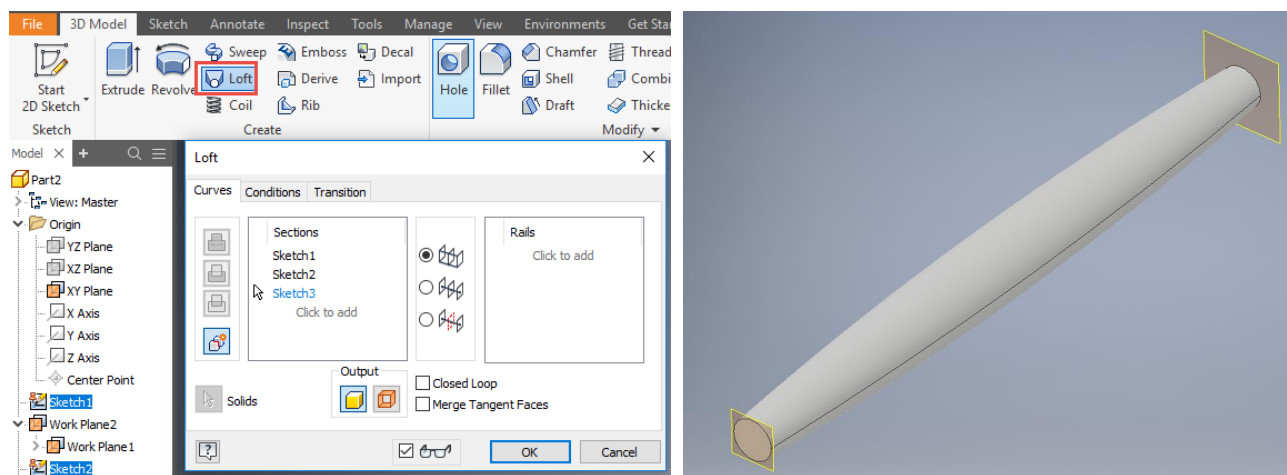 File 3D Model Sketch Annotate Inspect Tools Manage View Environments Get Sta
Sweep Emboss Decal Chamfer Thread
Start Extrude Revolve Loft Derive Import Hole Fillet Shell Combi
2D Sketch Coil Rib Draft Thicke
Sketch Create Modify
Model
Part2
View: Master
Origin
YZ Plane
XZ Plane
XY Plane
X Axis
Y Axis
Z Axis
Center Point
Sketch1
Work Plane2
Work Plane1
Sketch2
Loft
Curves Conditions Transition
Sections Rails
Sketch1 Click to add
Sketch2
Sketch3
Click to add
Output
Solids
Closed Loop
Merge Tangent Faces
OK Cancel